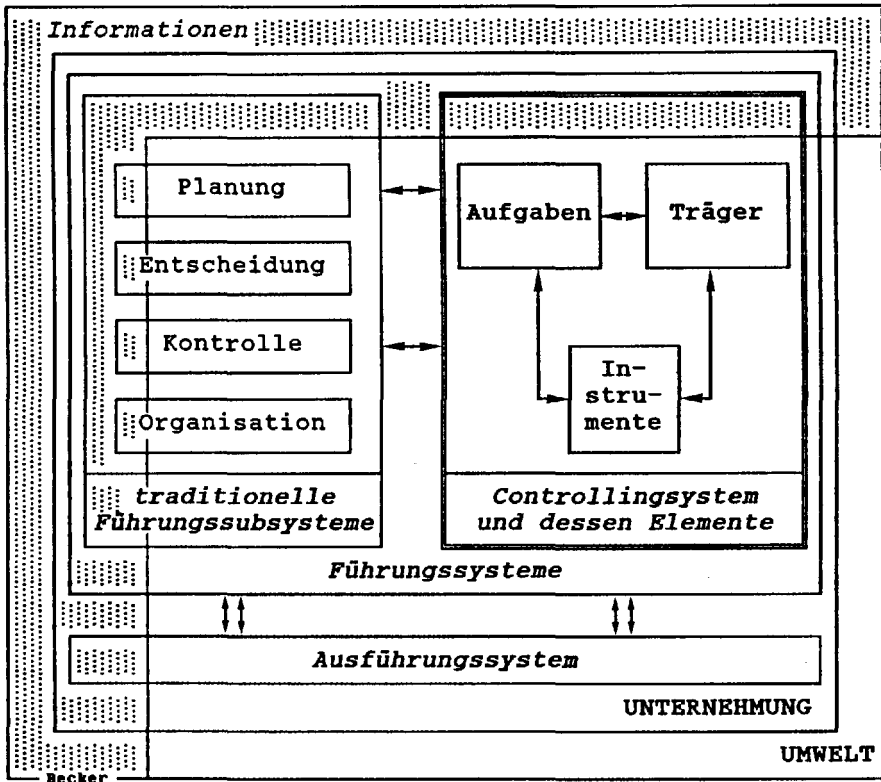 Informationen
Planung
Entscheidung
Kontrolle
Organisation
traditionelle
Führungssubsysteme
Aufgaben
Träger
In-
stru-
mente
Controllingsystem
und dessen Elemente
Führungssysteme
Ausführungssystem
UNTERNEHMUNG
UMWELT
Becker